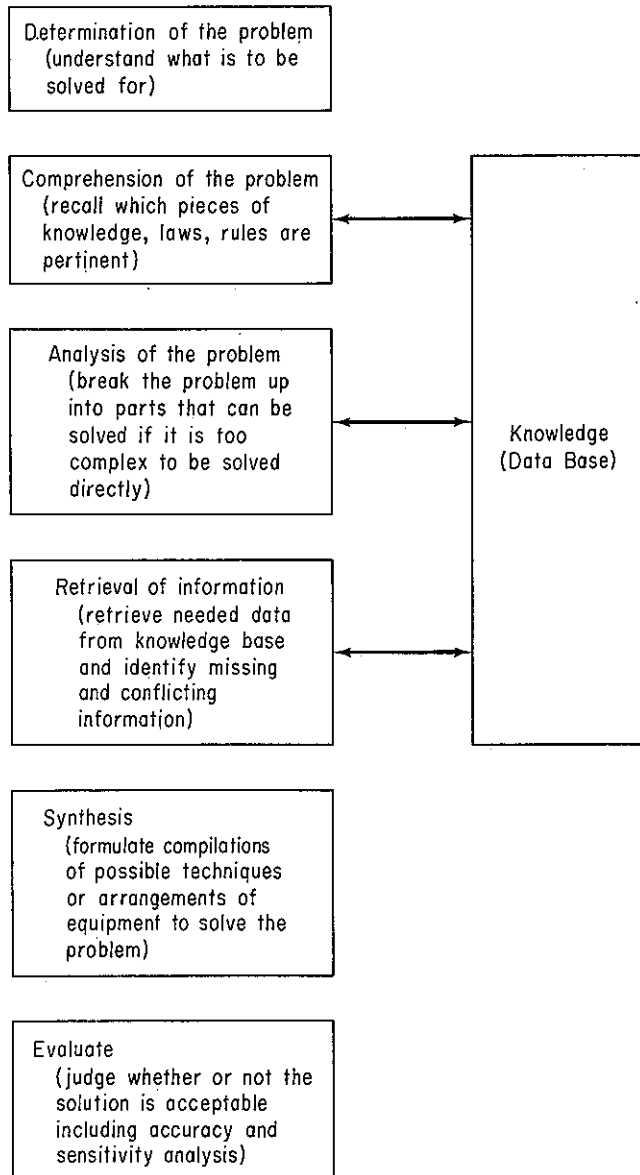 Determination of the problem
(understand what is to be
solved for)
Comprehension of the problem
(recall which pieces of
knowledge, laws, rules are
pertinent)
Analysis of the problem
(break the problem up
into parts that can be
solved if it is too
complex to be solved
directly)
Knowledge
(Data Base)
Retrieval of information
(retrieve needed data
from knowledge base
and identify missing
and conflicting
information)
Synthesis
(formulate compilations
of possible techniques
or arrangements of
equipment to solve the
problem)
Evaluate
(judge whether or not the
solution is acceptable
including accuracy and
sensitivity analysis)